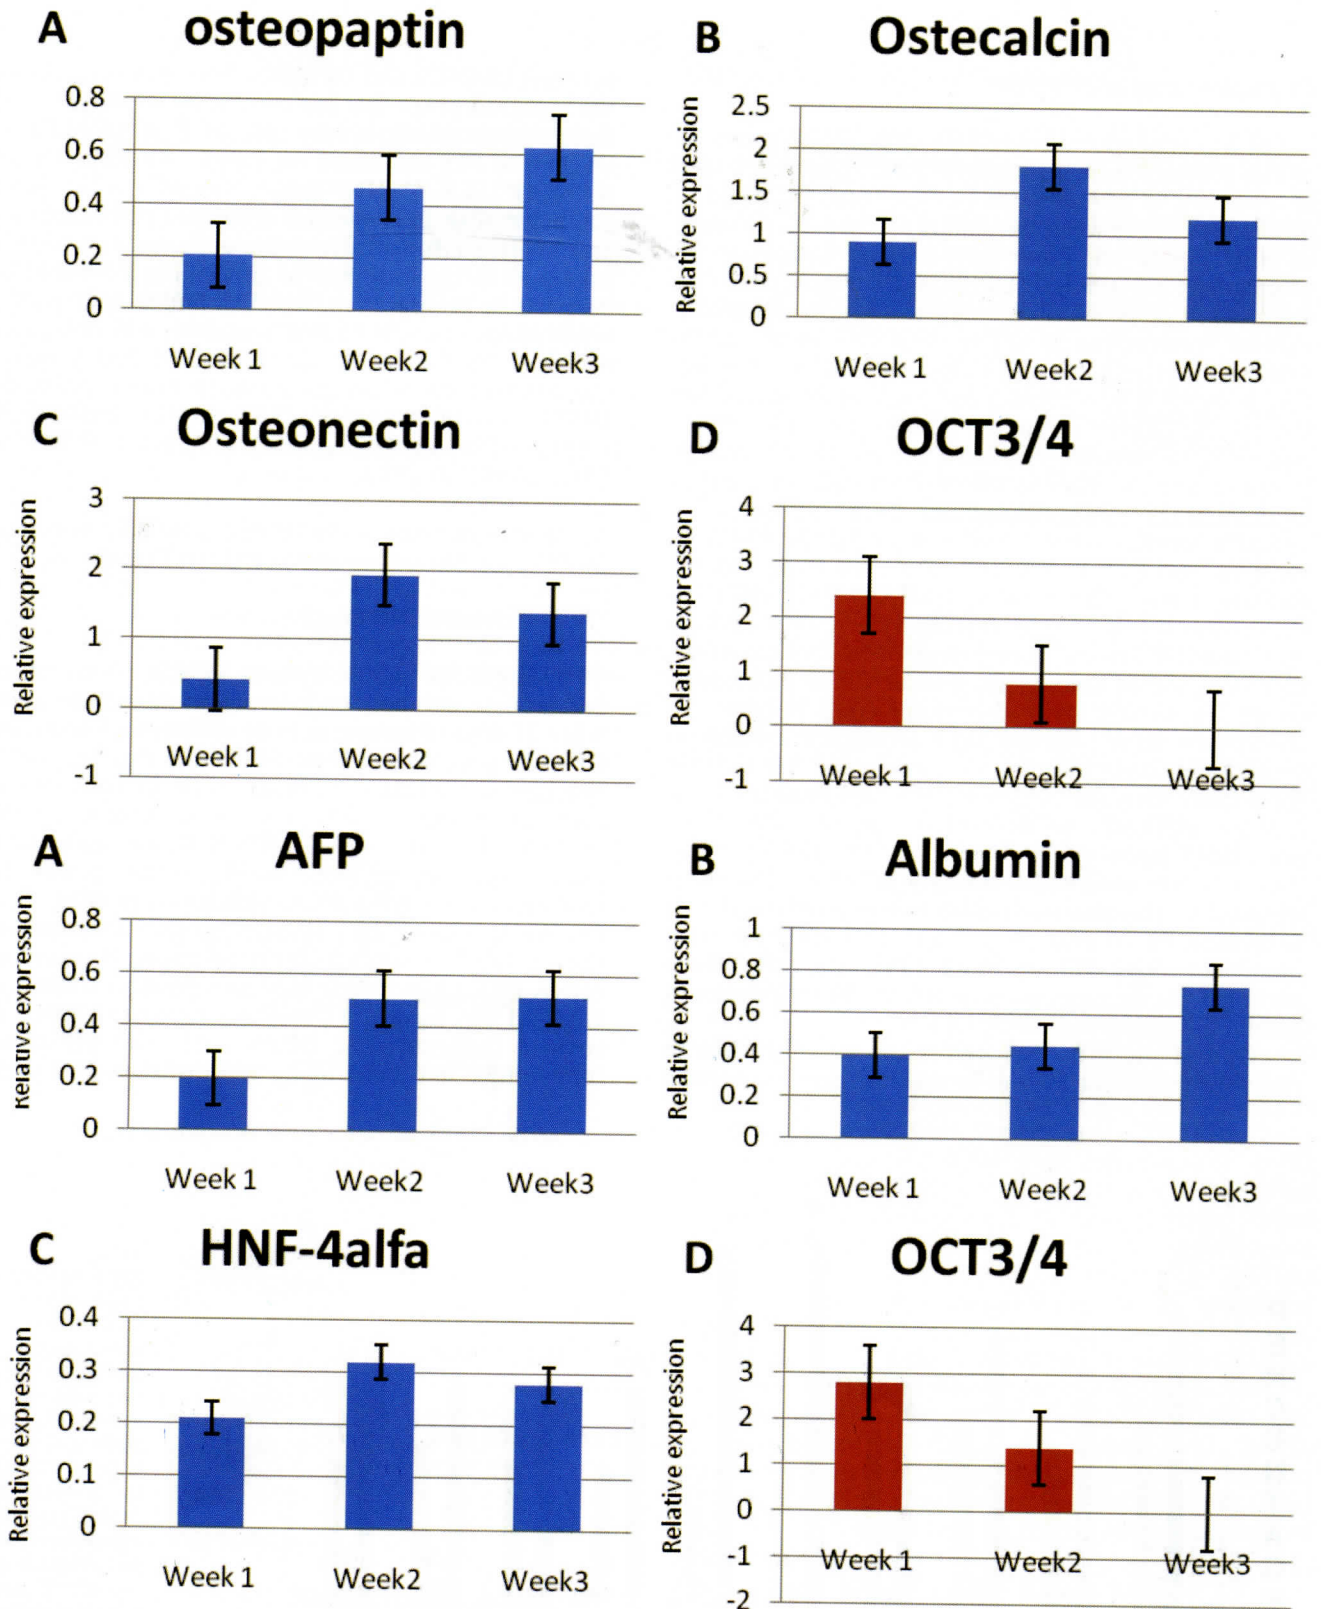 A osteopaptin
0.8
0.6
0.4
0.2
0
Week 1 Week2 Week3
B Ostecalcin
Relative expression
2.5
2
1.5
1
0.5
0
Week 1 Week2 Week3
C Osteonectin
Relative expression
3
2
1
0
-1
Week 1 Week2 Week3
D OCT3/4
Relative expression
4
3
2
1
0
-1
Week 1 Week2 Week3
A AFP
Relative expression
0.8
0.6
0.4
0.2
0
Week 1 Week2 Week3
B Albumin
Relative expression
1
0.8
0.6
0.4
0.2
0
Week 1 Week2 Week3
C HNF-4alfa
Relative expression
0.4
0.3
0.2
0.1
0
Week 1 Week2 Week3
D OCT3/4
Relative expression
4
3
2
1
0
-1
-2
Week 1 Week2 Week3